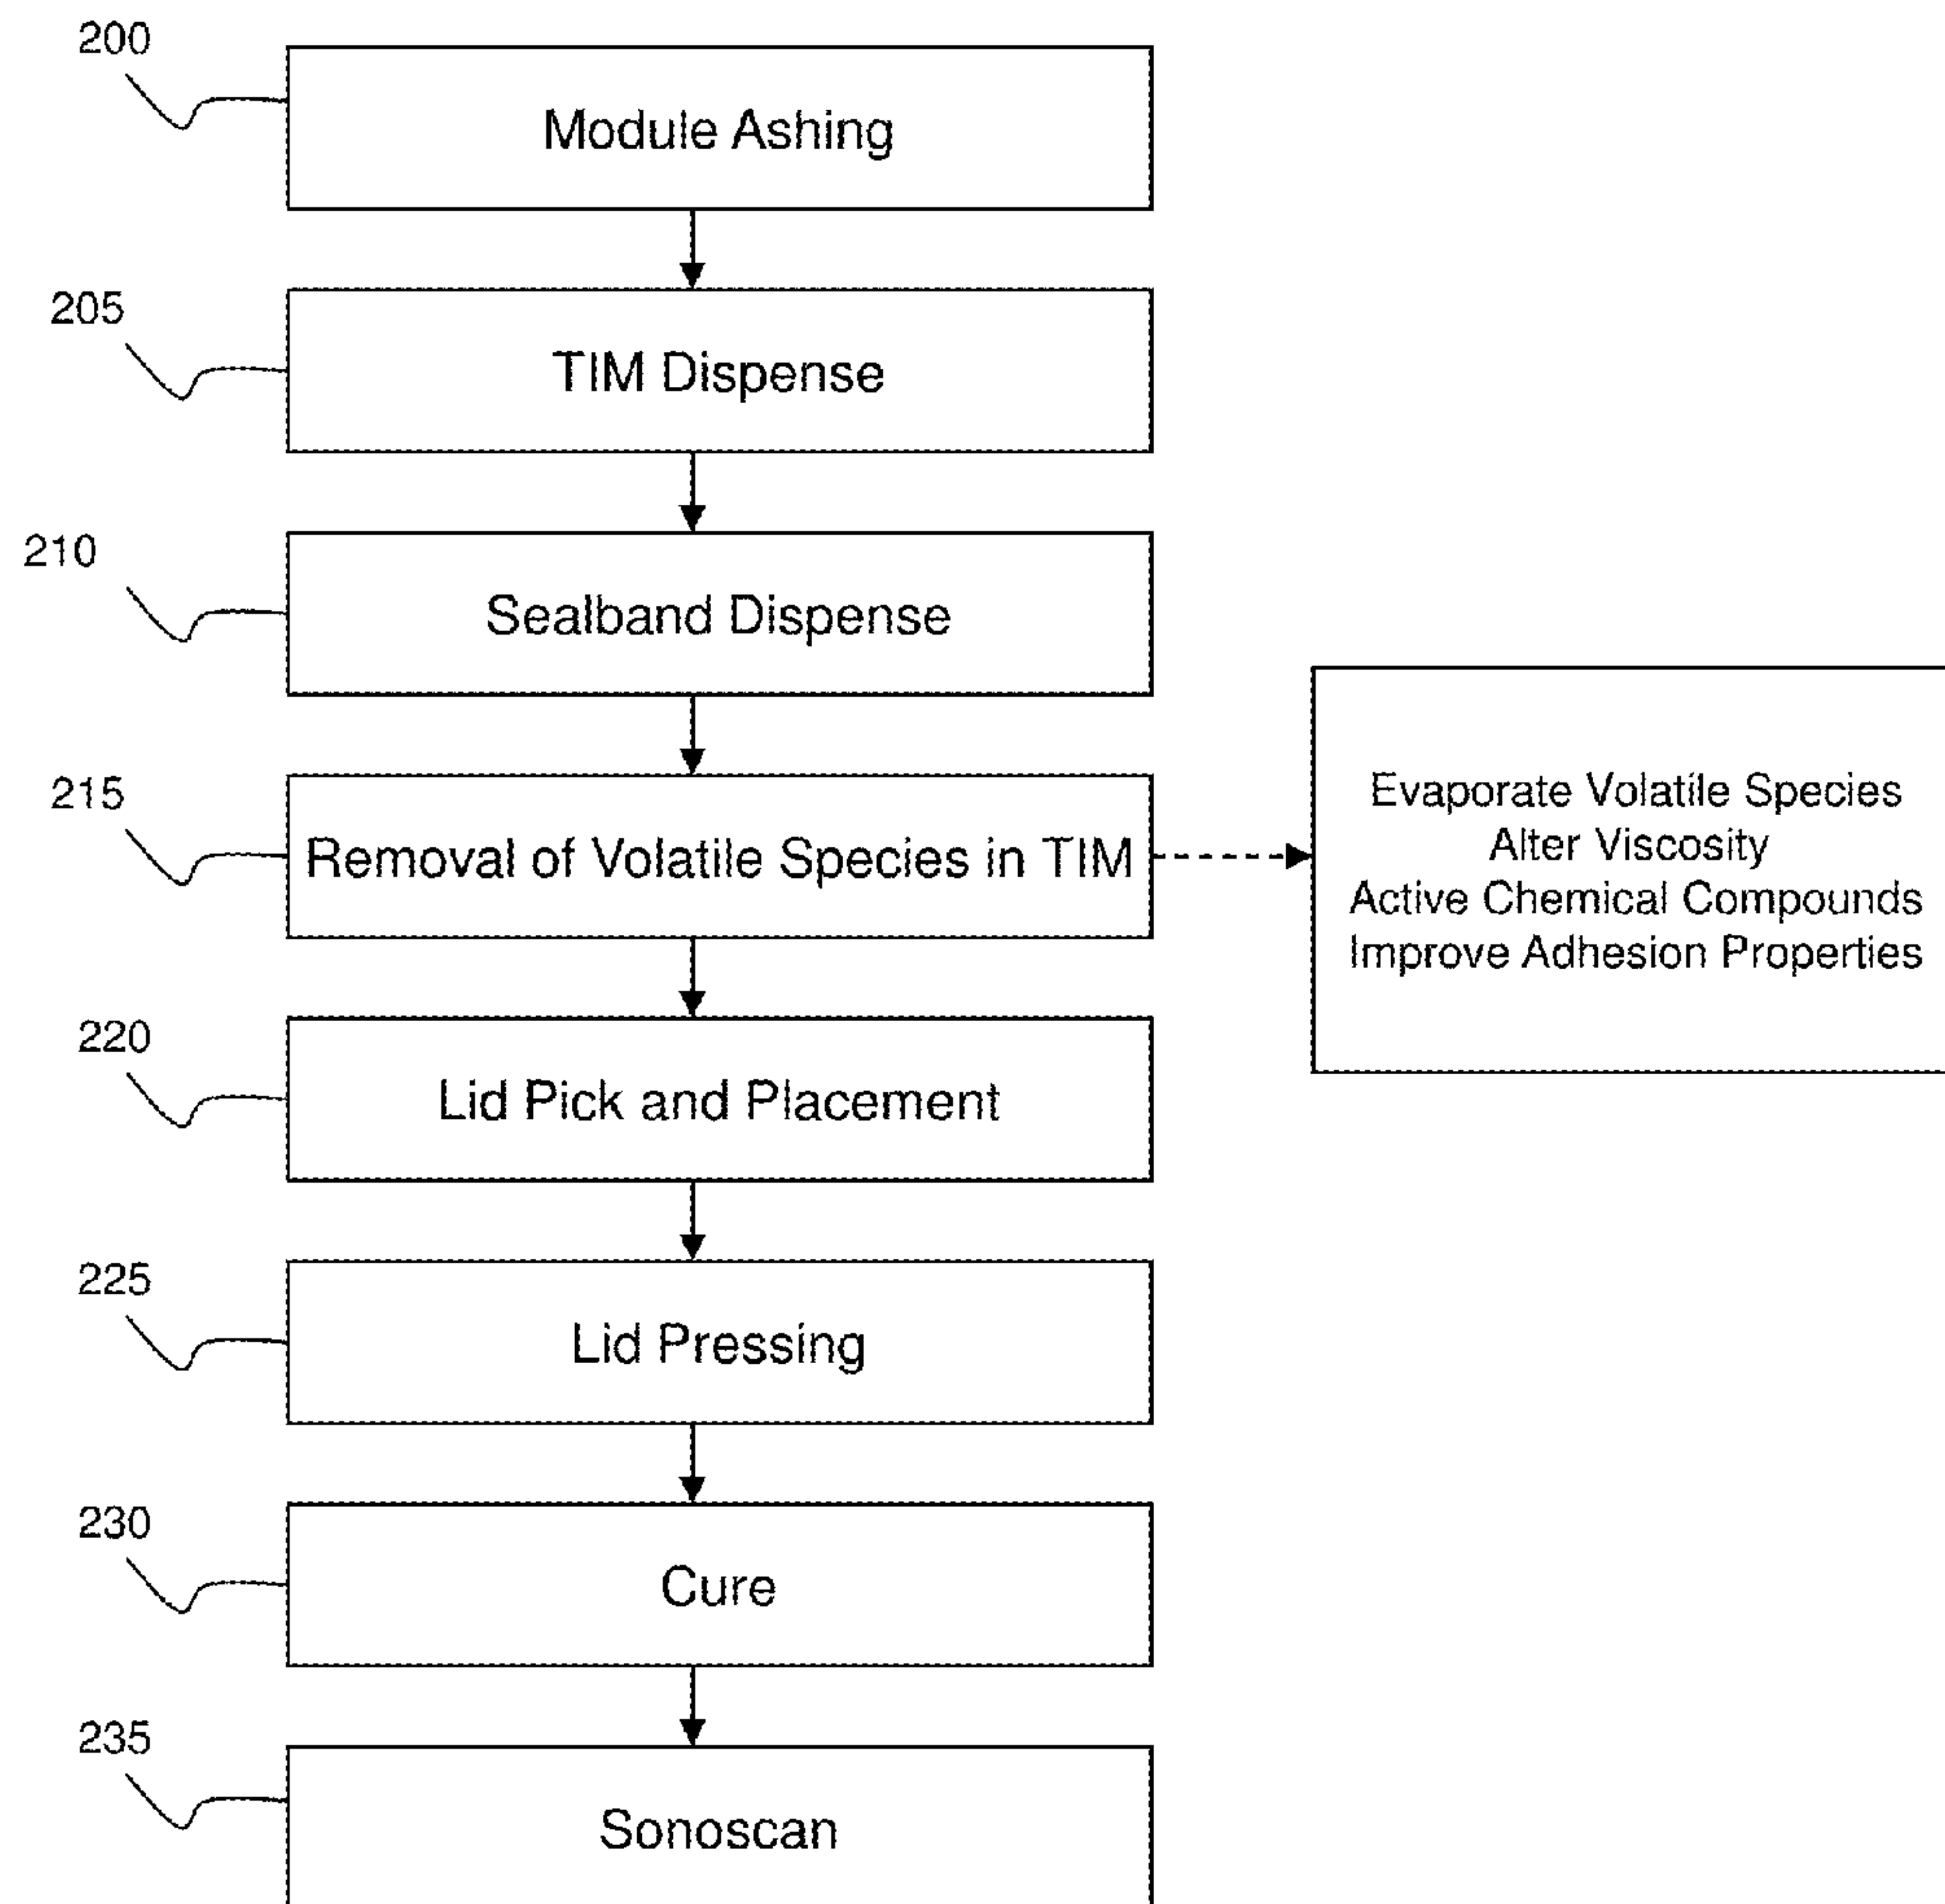 200
Module Ashing
205
TIM Dispense
210
Sealband Dispense
215
Removal of Volatile Species in TIM
Evaporate Volatile Species
Alter Viscosity
Active Chemical Compounds
Improve Adhesion Properties
220
Lid Pick and Placement
225
Lid Pressing
230
Cure
235
Sonoscan